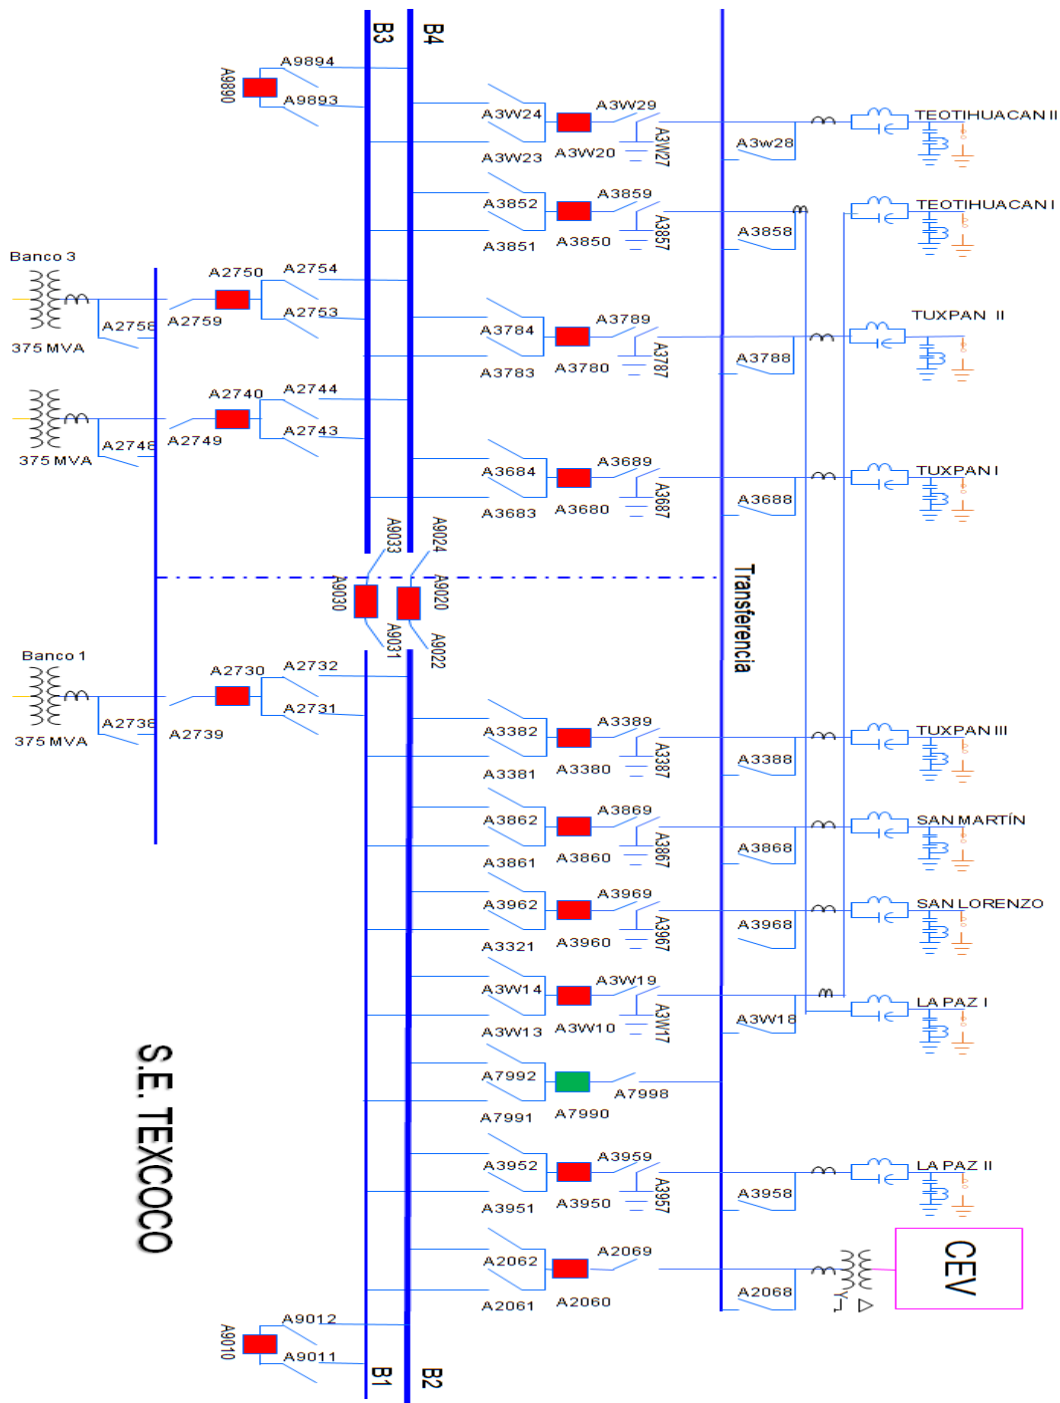 B3
B4
A9894
A9890
A9893
A3W24
A3W29
A3W23
A3W20
A3W27
A3w28
TEOTIHUACAN II
A3852
A3859
A3851
A3850
A3857
A3858
TEOTIHUACAN I
Banco 3
A2750
A2754
A2758
A2759
A2753
375 MVA
A3784
A3789
A3783
A3780
A3787
A3788
TUXPAN II
A2740
A2744
A2748
A2749
A2743
375 MVA
A3684
A3689
A3683
A3680
A3687
A3688
TUXPAN I
A9033
A9024
A9030
A9020
A9031
A9022
Transferencia
Banco 1
A2730
A2732
A2738
A2739
A2731
375 MVA
A3382
A3389
A3381
A3380
A3387
A3388
TUXPAN III
A3862
A3869
A3861
A3860
A3867
A3868
SAN MARTÍN
A3962
A3969
A3321
A3960
A3967
A3968
SAN LORENZO
A3W14
A3W19
A3W13
A3W10
A3W17
A3W18
LA PAZ I
A7992
A7991
A7990
A7998
S.E. TEXCOCO
A3952
A3959
A3951
A3950
A3957
A3958
LA PAZ II
A2062
A2069
A2061
A2060
A2068
CEV
A9012
A9010
A9011
B1
B2